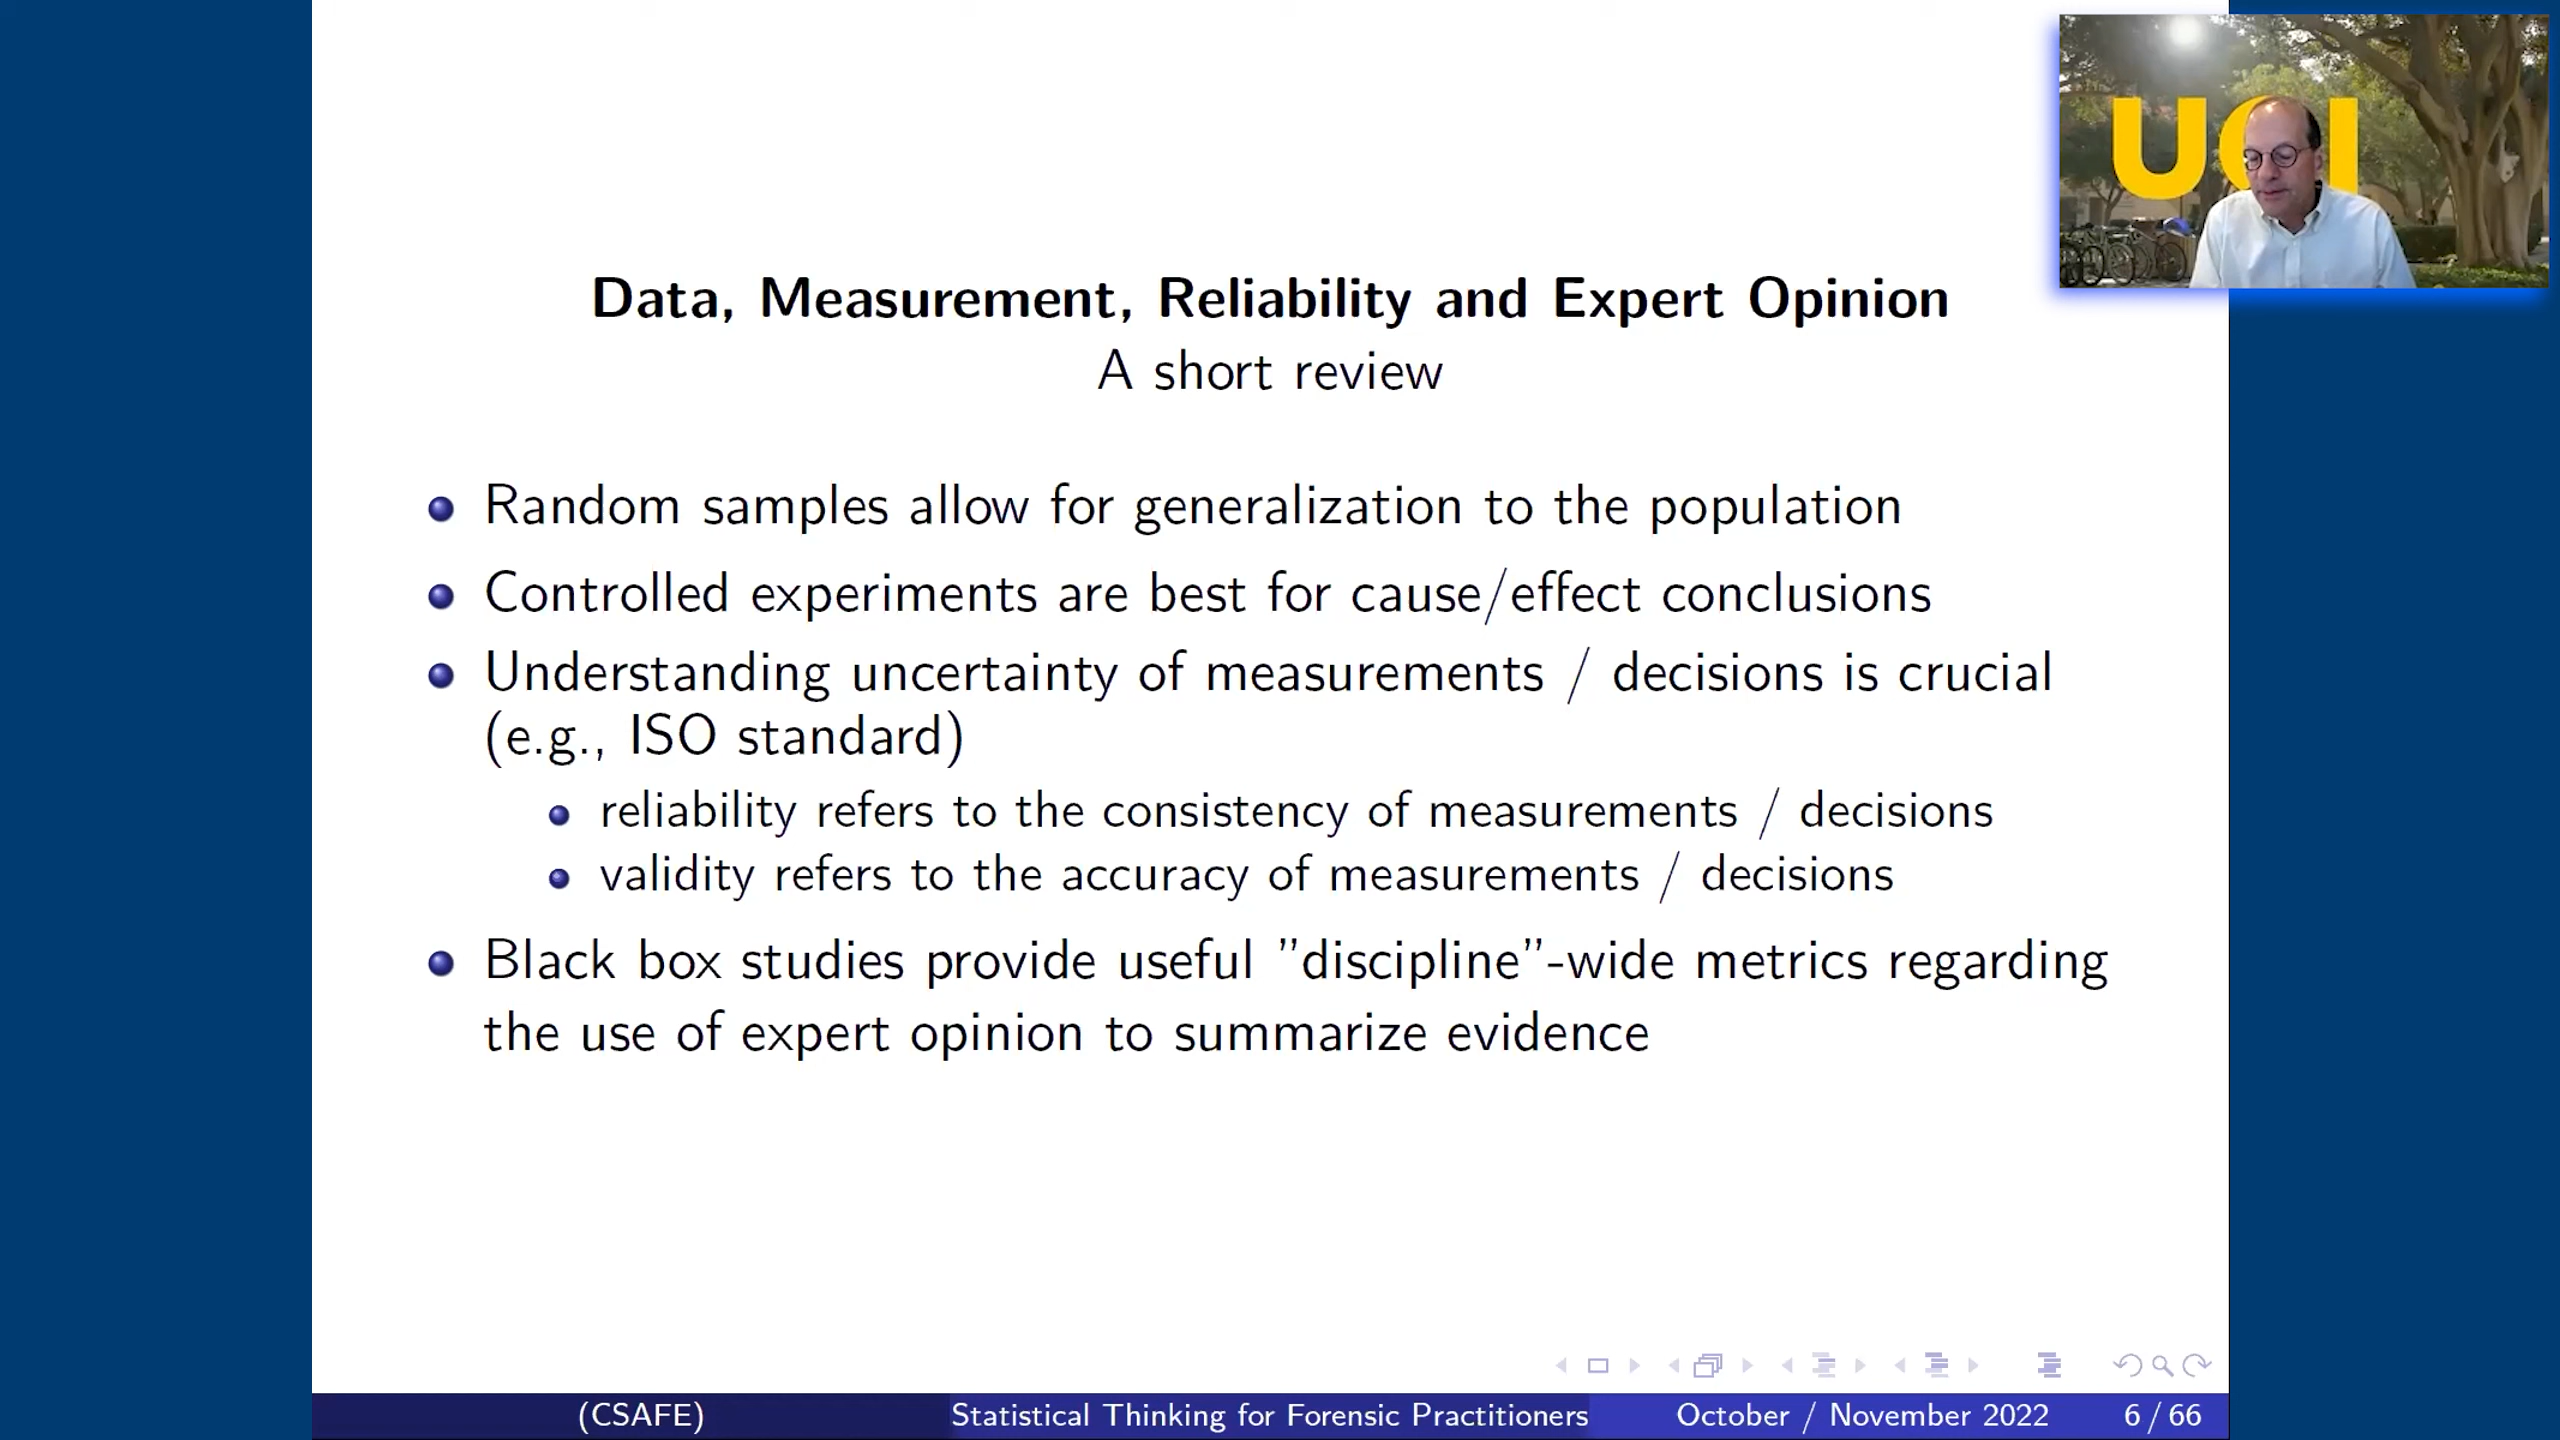 UCI
Data, Measurement, Reliability and Expert Opinion
A short review
Random samples allow for generalization to the population
Controlled experiments are best for cause/effect conclusions
Understanding uncertainty of measurements / decisions is crucial
(e.g., ISO standard)
reliability refers to the consistency of measurements / decisions
validity refers to the accuracy of measurements / decisions
Black box studies provide useful ”discipline”-wide metrics regarding
the use of expert opinion to summarize evidence
(CSAFE) Statistical Thinking for Forensic Practitioners October / November 2022 6 / 66